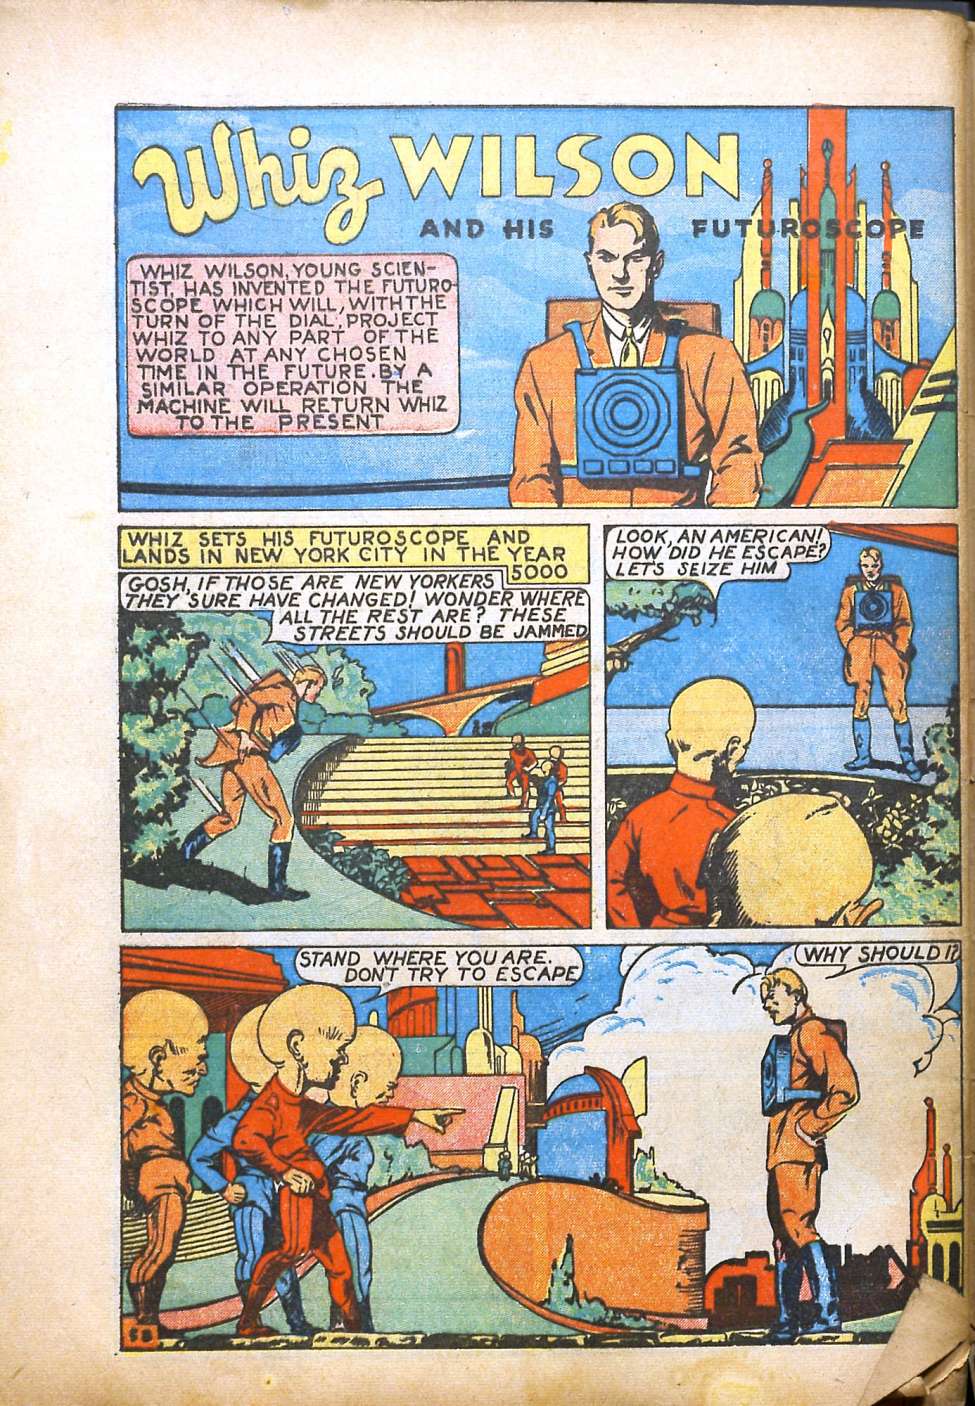 Whiz WILSON
AND HIS FUTUROSCOPE
WHIZ WILSON, YOUNG SCIEN-
TIST, HAS INVENTED THE FUTURO-
SCOPE WHICH WILL, WITH THE
TURN OF THE DIAL, PROJECT
WHIZ TO ANY PART OF THE
WORLD AT ANY CHOSEN
TIME IN THE FUTURE. BY A
SIMILAR OPERATION THE
MACHINE WILL RETURN WHIZ
TO THE PRESENT
WHIZ SETS HIS FUTUROSCOPE AND
LANDS IN NEW YORK CITY IN THE YEAR
5000
GOSH, IF THOSE ARE NEW YORKERS
THEY SURE HAVE CHANGED! WONDER WHERE
ALL THE REST ARE? THESE
STREETS SHOULD BE JAMMED
LOOK, AN AMERICAN!
HOW DID HE ESCAPE?
LET'S SEIZE HIM
STAND WHERE YOU ARE.
DON'T TRY TO ESCAPE
WHY SHOULD I?
58